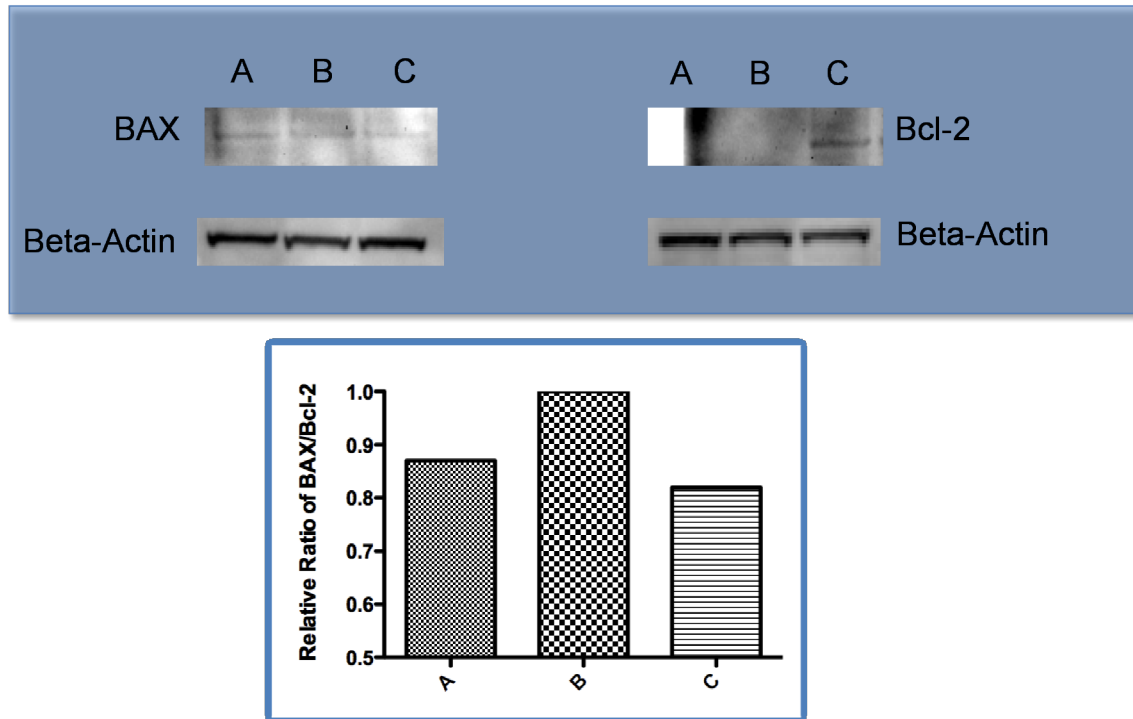 A B C
BAX
Beta-Actin
A B C
Bcl-2
Beta-Actin
Relative Ratio of BAX/Bcl-2
1.0
0.9
0.8
0.7
0.6
0.5
A B C